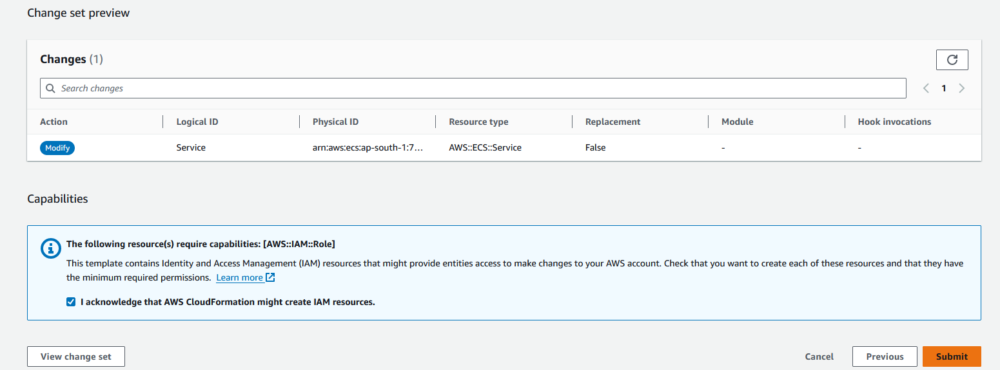 Change set preview
Changes (1)
Search changes
1
Action Logical ID Physical ID Resource type Replacement Module Hook invocations
Modify Service arn:aws:ecs:ap-south-1:7... AWS::ECS::Service False - -
Capabilities
The following resource(s) require capabilities: [AWS::IAM::Role]
This template contains Identity and Access Management (IAM) resources that might provide entities access to make changes to your AWS account. Check that you want to create each of these resources and that they have
the minimum required permissions. Learn more
I acknowledge that AWS CloudFormation might create IAM resources.
View change set Cancel Previous Submit